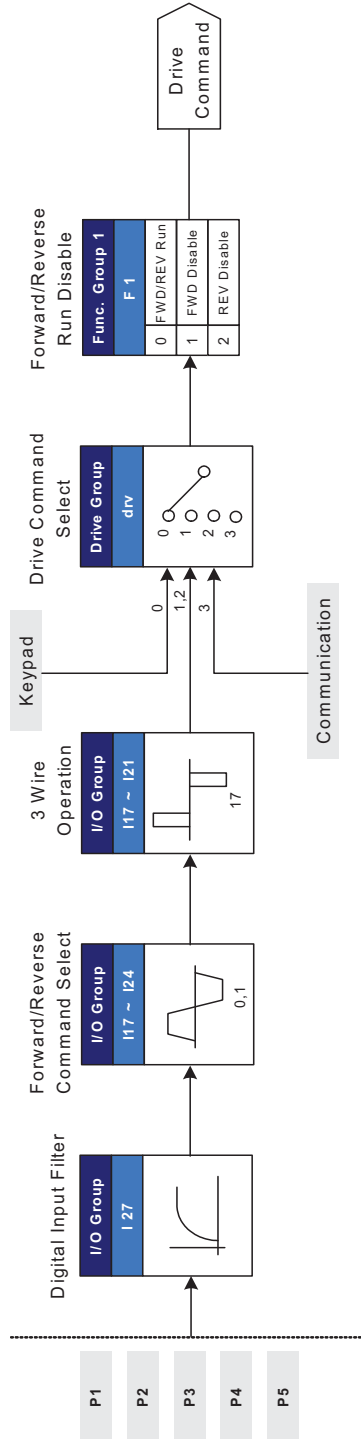 P1
P2
P3
P4
P5
Digital Input Filter
I/O Group
I 27
Forward/Reverse
Command Select
I/O Group
I17 ~ I24
0,1
3 Wire
Operation
I/O Group
I17 ~ I21
17
Keypad
0
1,2
3
Communication
Drive Command
Select
Drive Group
drv
0
1
2
3
Forward/Reverse
Run Disable
Func. Group 1
F 1
0 FWD/REV Run
1 FWD Disable
2 REV Disable
Drive
Command